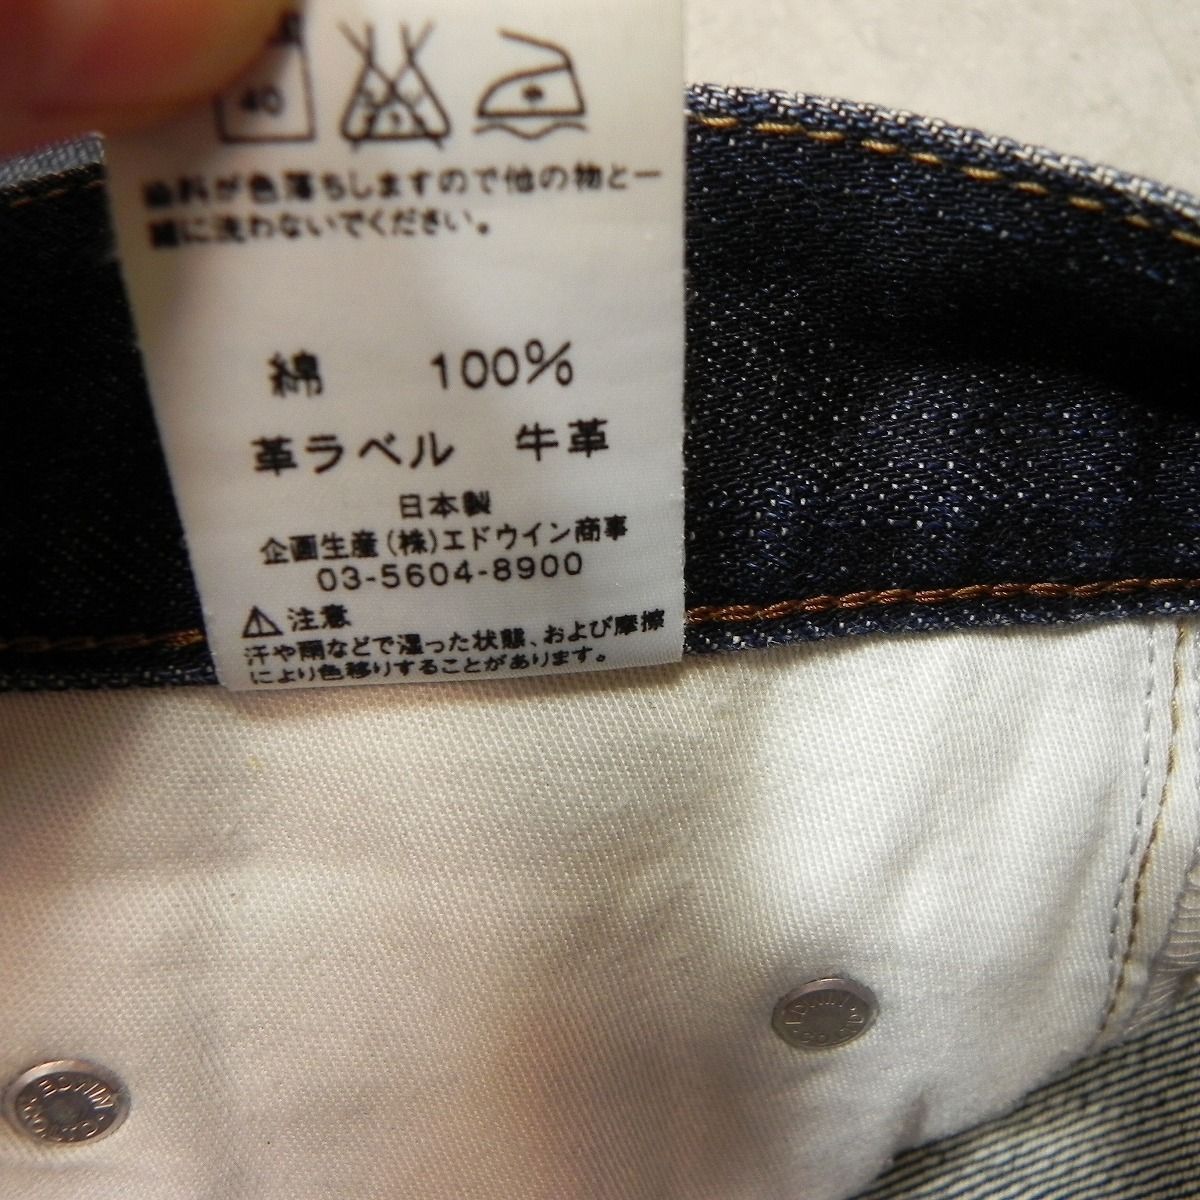 40
染料が色落ちしますので他の物と一
緒に洗わないでください。
綿 100%
革ラベル 牛革
日本製
企画生産(株)エドウイン商事
03-5604-8900
⚠注意
汗や雨などで湿った状態、および摩擦
により色移りすることがあります。
EDWIN
EDWIN